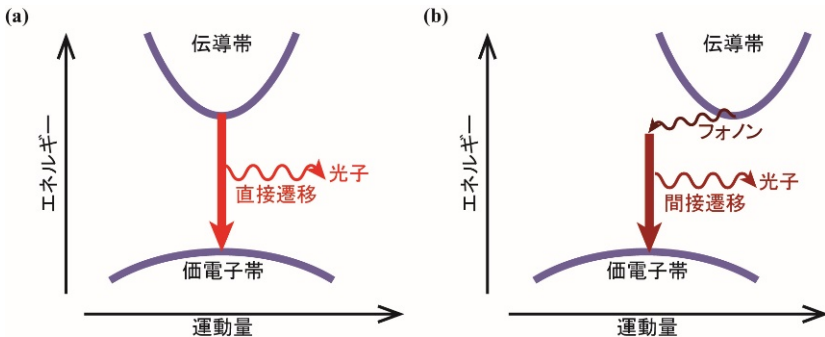 (a)
伝導帯
エネルギー
光子
直接遷移
価電子帯
運動量
(b)
伝導帯
エネルギー
フォノン
光子
間接遷移
価電子帯
運動量